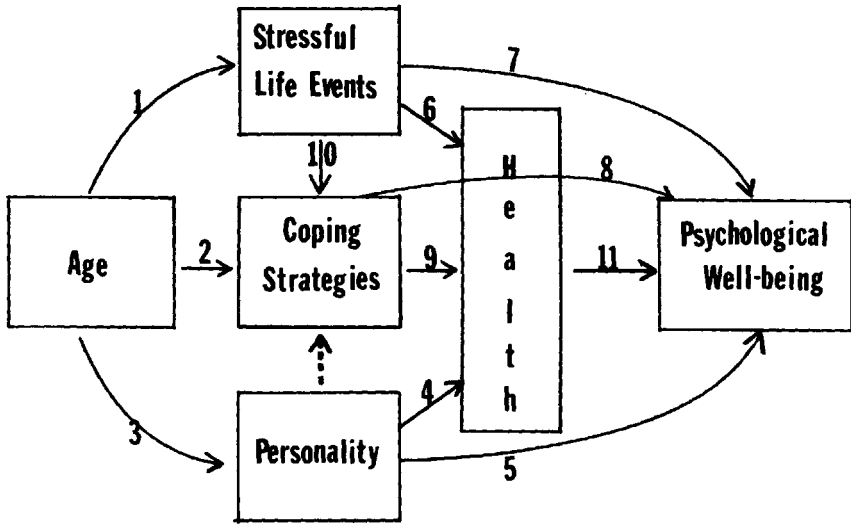 Stressful
Life Events
7
1
6
10
H
e
a
l
t
h
8
Age
2
Coping
Strategies
9
11
Psychological
Well-being
3
Personality
4
5